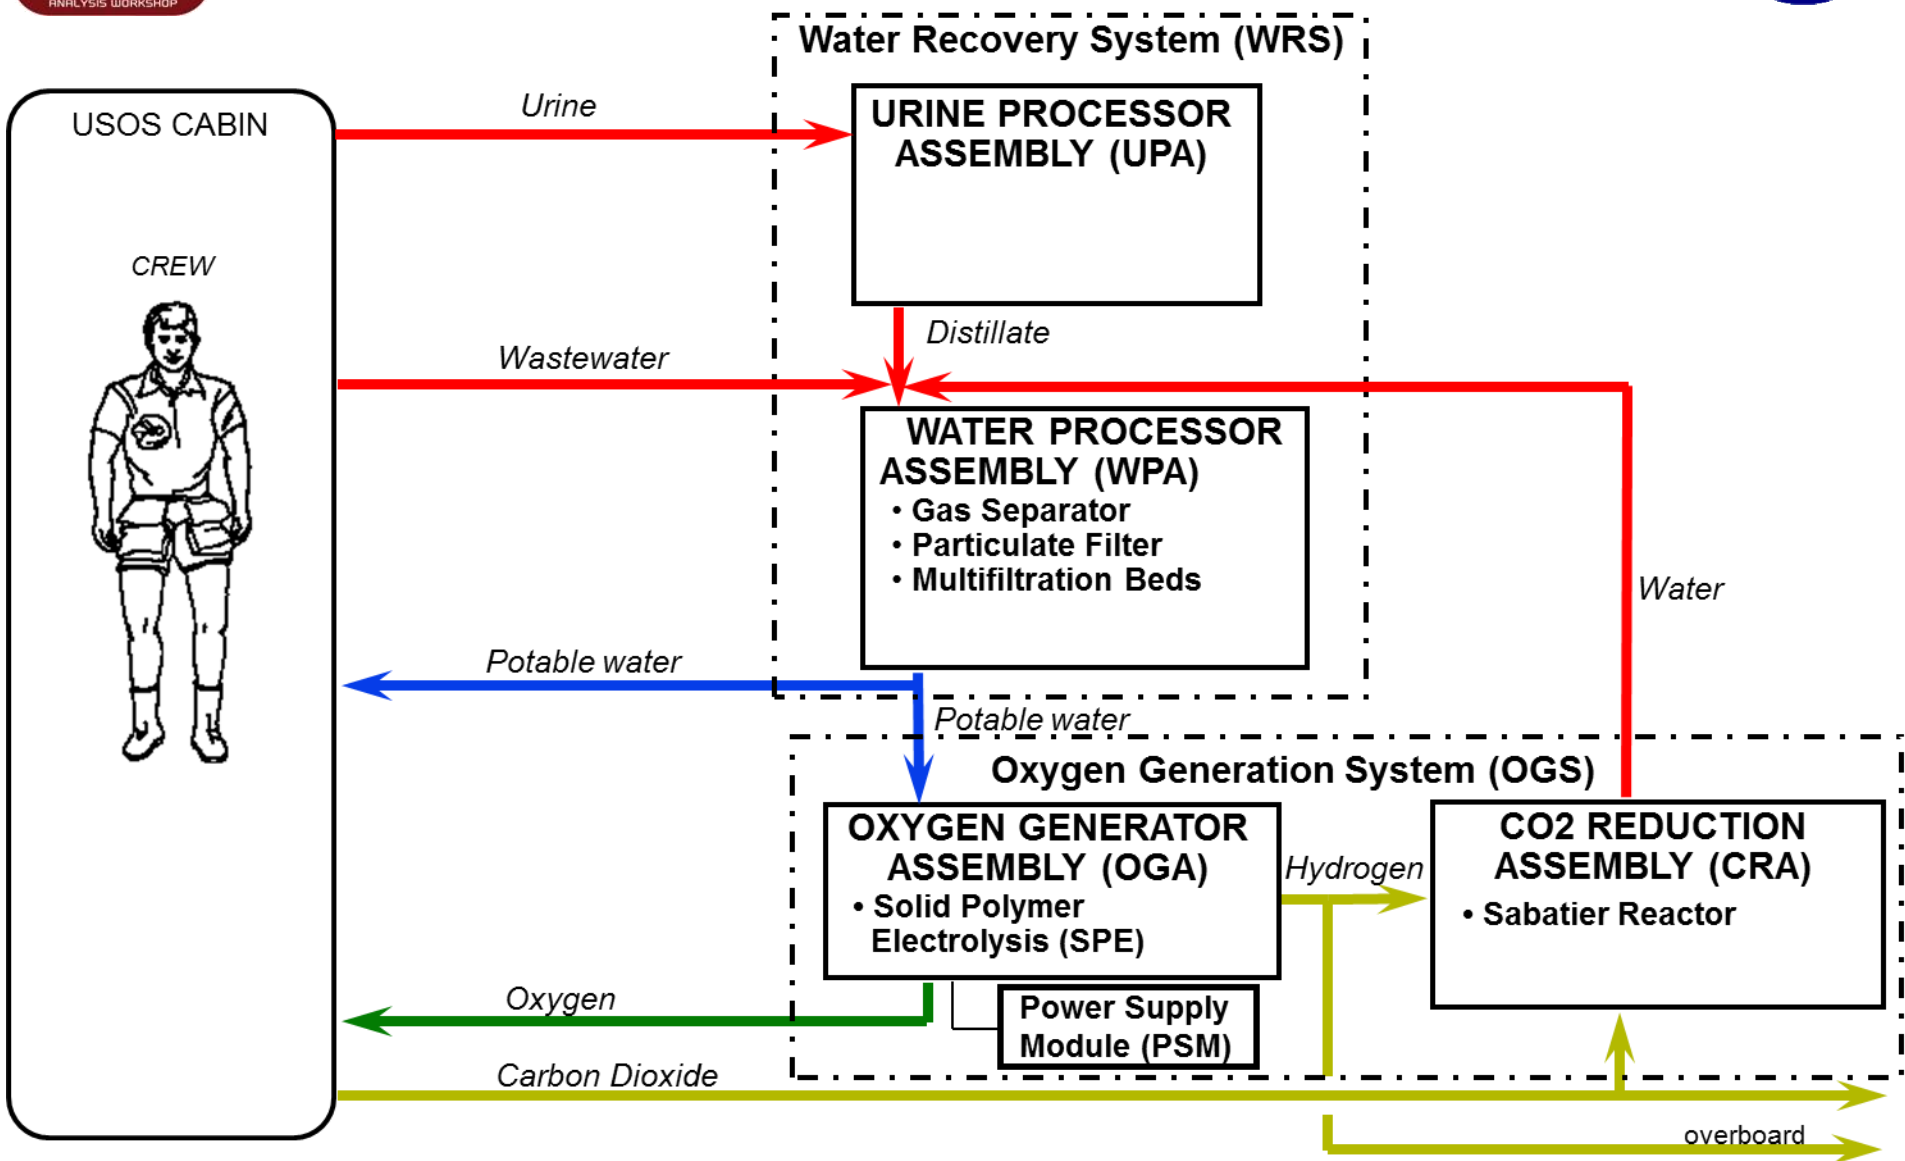 ANALYSIS WORKSHOP
Water Recovery System (WRS)
USOS CABIN
Urine
URINE PROCESSOR
ASSEMBLY (UPA)
CREW
Distillate
Wastewater
WATER PROCESSOR
ASSEMBLY (WPA)
• Gas Separator
• Particulate Filter
• Multifiltration Beds
Water
Potable water
Potable water
Oxygen Generation System (OGS)
OXYGEN GENERATOR
ASSEMBLY (OGA)
• Solid Polymer
Electrolysis (SPE)
Hydrogen
CO2 REDUCTION
ASSEMBLY (CRA)
• Sabatier Reactor
Oxygen
Power Supply
Module (PSM)
Carbon Dioxide
overboard